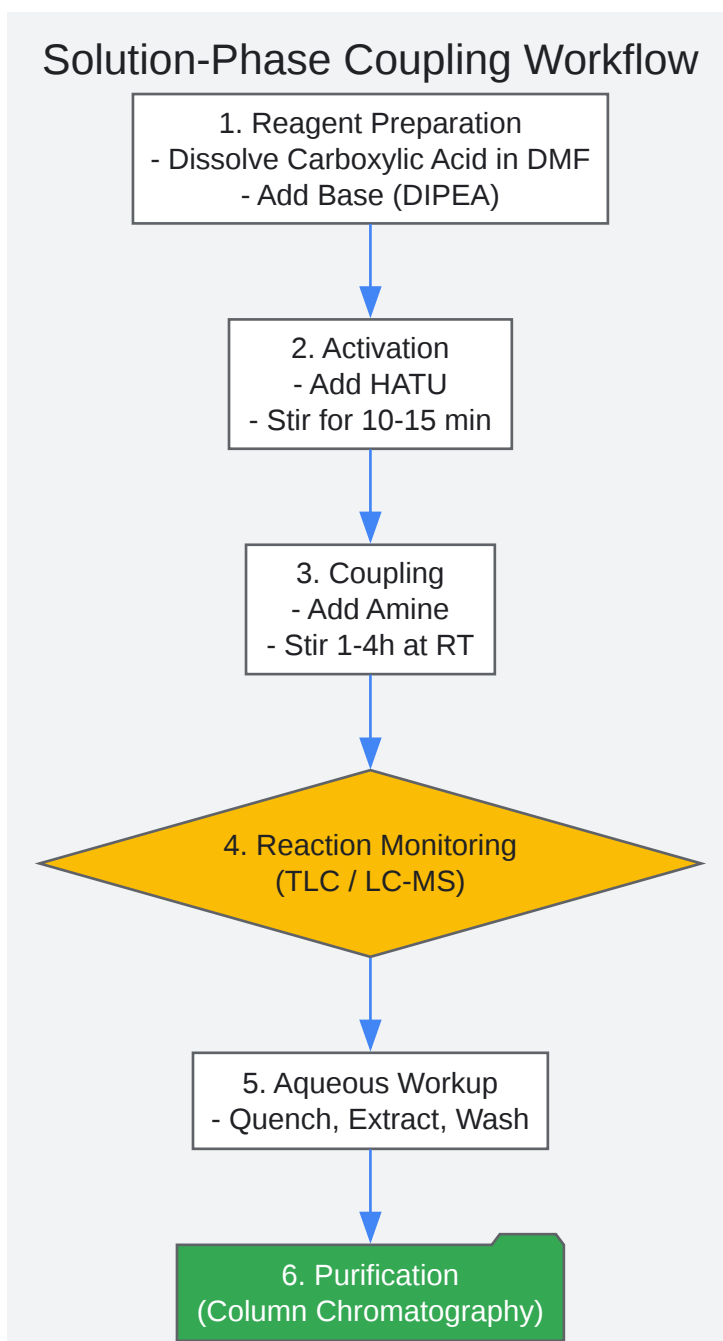 Solution-Phase Coupling Workflow
1. Reagent Preparation
- Dissolve Carboxylic Acid in DMF
- Add Base (DIPEA)
2. Activation
- Add HATU
- Stir for 10-15 min
3. Coupling
- Add Amine
- Stir 1-4h at RT
4. Reaction Monitoring
(TLC / LC-MS)
5. Aqueous Workup
- Quench, Extract, Wash
6. Purification
(Column Chromatography)